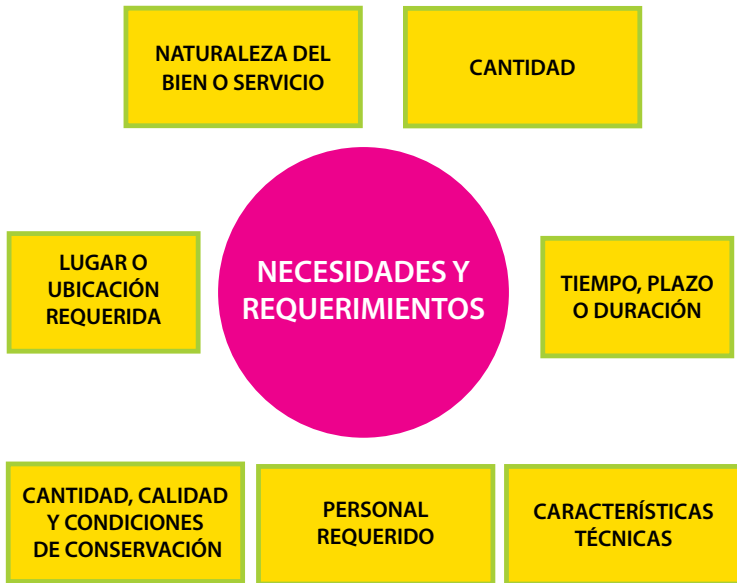 NATURALEZA DEL
BIEN O SERVICIO
CANTIDAD
LUGAR O
UBICACIÓN
REQUERIDA
NECESIDADES Y
REQUERIMIENTOS
TIEMPO, PLAZO
O DURACIÓN
CANTIDAD, CALIDAD
Y CONDICIONES
DE CONSERVACIÓN
PERSONAL
REQUERIDO
CARACTERÍSTICAS
TÉCNICAS